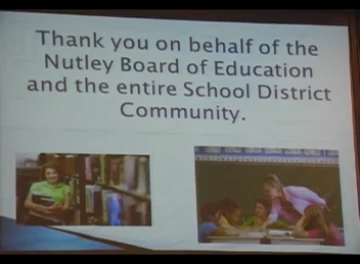 Thank you on behalf of the
Nutley Board of Education
and the entire School District
Community.